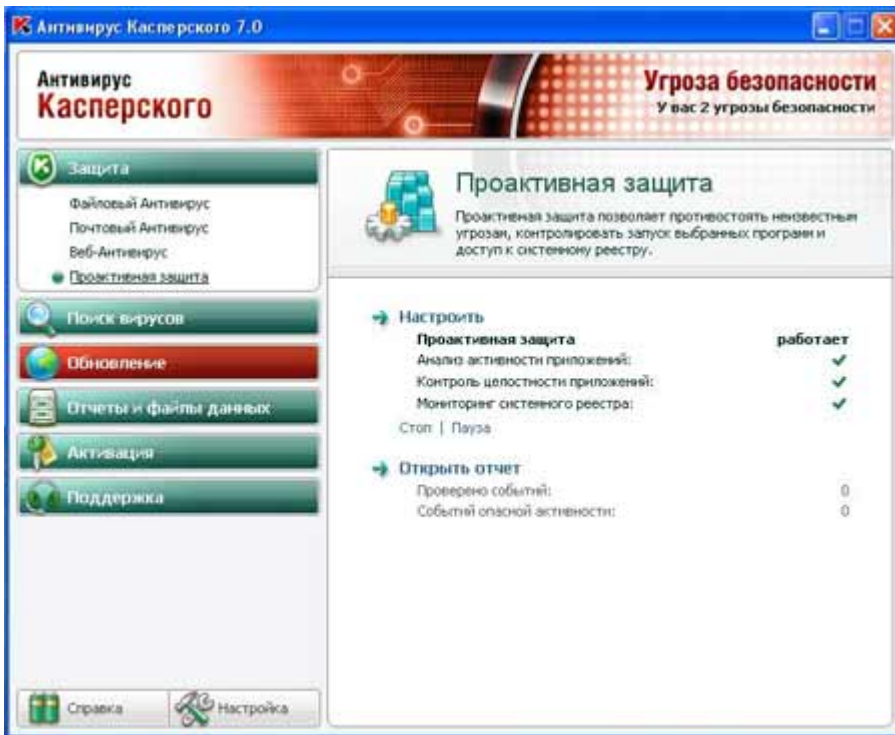 Антивирус Касперского 7.0
Антивирус
Касперского
Угроза безопасности
У вас 2 угрозы безопасности
Защита
Файловый Антивирус
Почтовый Антивирус
Веб-Антивирус
Проактивная защита
Поиск вирусов
Обновление
Отчеты и файлы данных
Активация
Поддержка
Справка
Настройка
Проактивная защита
Проактивная защита позволяет противостоять неизвестным
угрозам, контролировать запуск выбранных программ и
доступ к системному реестру.
Настроить
Проактивная защита работает
Анализ активности приложений:
Контроль целостности приложений:
Мониторинг системного реестра:
Стоп | Пауза
Открыть отчет
Проверено событий: 0
Событий опасной активности: 0